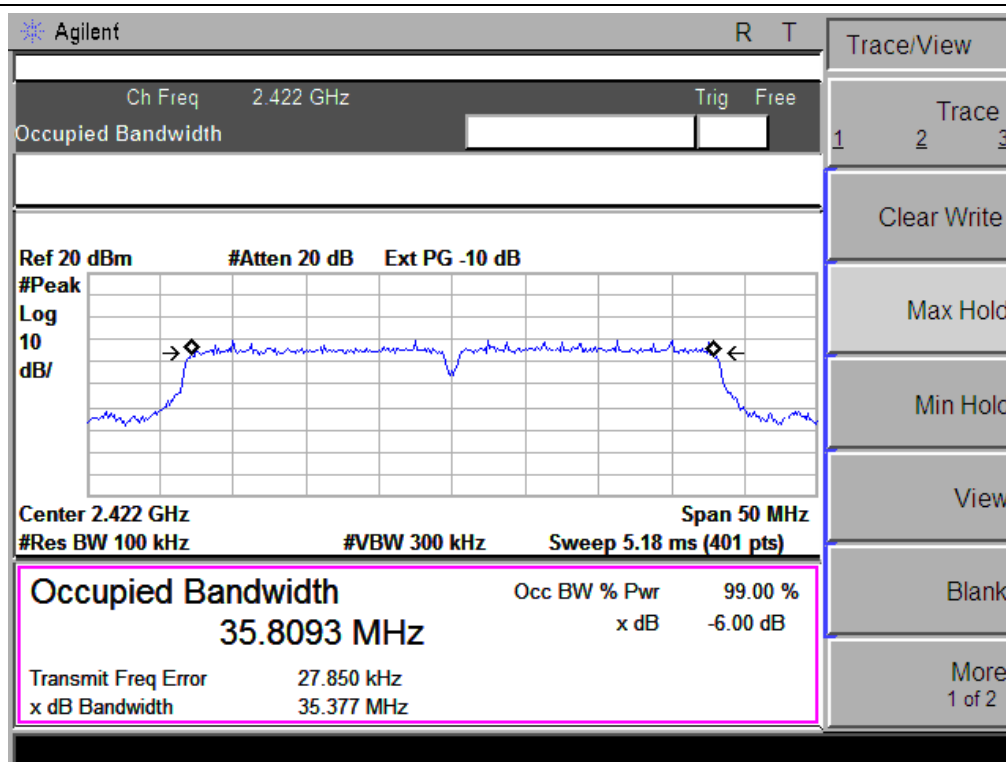 Agilent R T Trace/View
Ch Freq 2.422 GHz Trig Free
Occupied Bandwidth
Trace
1 2 3
Clear Write
Max Hold
Min Hold
View
Blank
More
1 of 2
Ref 20 dBm #Atten 20 dB Ext PG -10 dB
#Peak
Log
10
dB/
Center 2.422 GHz Span 50 MHz
#Res BW 100 kHz #VBW 300 kHz Sweep 5.18 ms (401 pts)
Occupied Bandwidth Occ BW % Pwr 99.00 %
35.8093 MHz x dB -6.00 dB
Transmit Freq Error 27.850 kHz
x dB Bandwidth 35.377 MHz